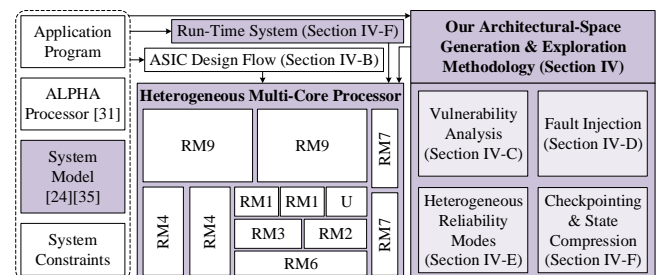 Application
Program
ALPHA
Processor [31]
System
Model
[24][35]
System
Constraints
Run-Time System (Section IV-F)
ASIC Design Flow (Section IV-B)
Heterogeneous Multi-Core Processor
RM9
RM9
RM7
RM4
RM4
RM1
RM1
U
RM3
RM2
RM6
RM7
Our Architectural-Space
Generation & Exploration
Methodology (Section IV)
Vulnerability
Analysis
(Section IV-C)
Fault Injection
(Section IV-D)
Heterogeneous
Reliability
Modes
(Section IV-E)
Checkpointing
& State
Compression
(Section IV-F)